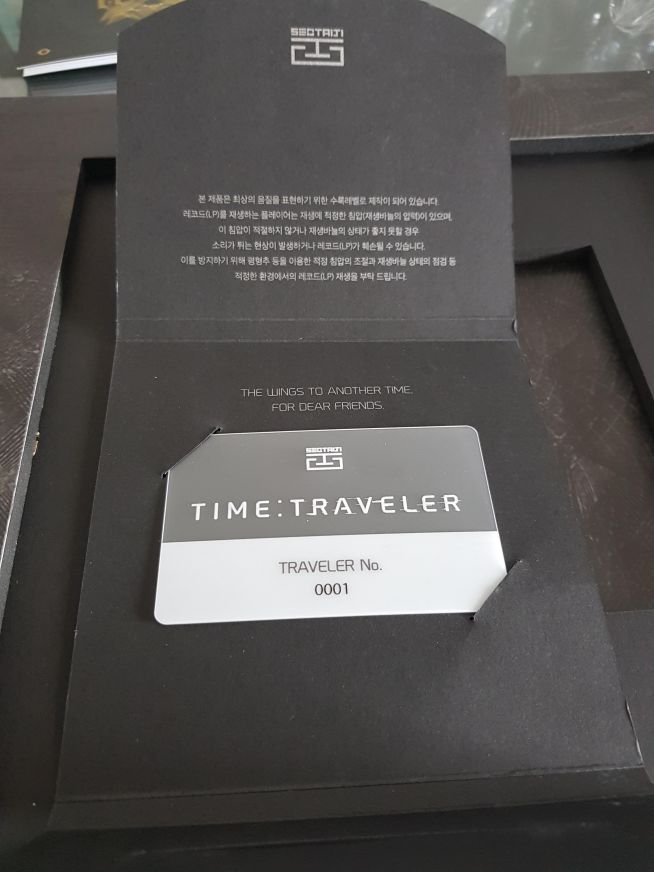 SEOTAIJI
본 제품은 최상의 음질을 표현하기 위한 수록레벨로 제작이 되어 있습니다.
레코드(LP)를 재생하는 플레이어는 재생에 적정한 침압(재생바늘의 압력)이 있으며,
이 침압이 적절하지 않거나 재생바늘의 상태가 좋지 못할 경우
소리가 튀는 현상이 발생하거나 레코드(LP)가 훼손될 수 있습니다.
이를 방지하기 위해 평형추 등을 이용한 적정 침압의 조절과 재생바늘 상태의 점검 등
적정한 환경에서의 레코드(LP) 재생을 부탁 드립니다.
THE WINGS TO ANOTHER TIME.
FOR DEAR FRIENDS.
SEOTAIJI
TIME:TRAVELER
TRAVELER No.
0001